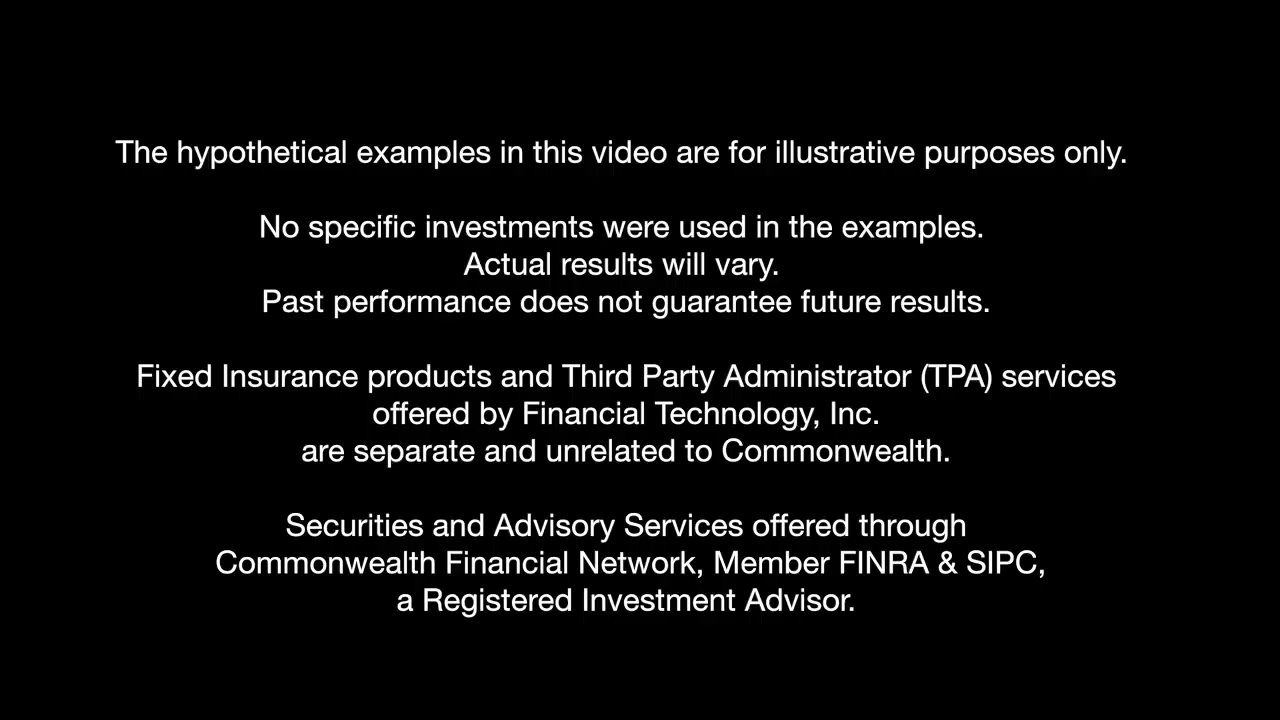 The hypothetical examples in this video are for illustrative purposes only.
No specific investments were used in the examples.
Actual results will vary.
Past performance does not guarantee future results.
Fixed Insurance products and Third Party Administrator (TPA) services
offered by Financial Technology, Inc.
are separate and unrelated to Commonwealth.
Securities and Advisory Services offered through
Commonwealth Financial Network, Member FINRA & SIPC,
a Registered Investment Advisor.